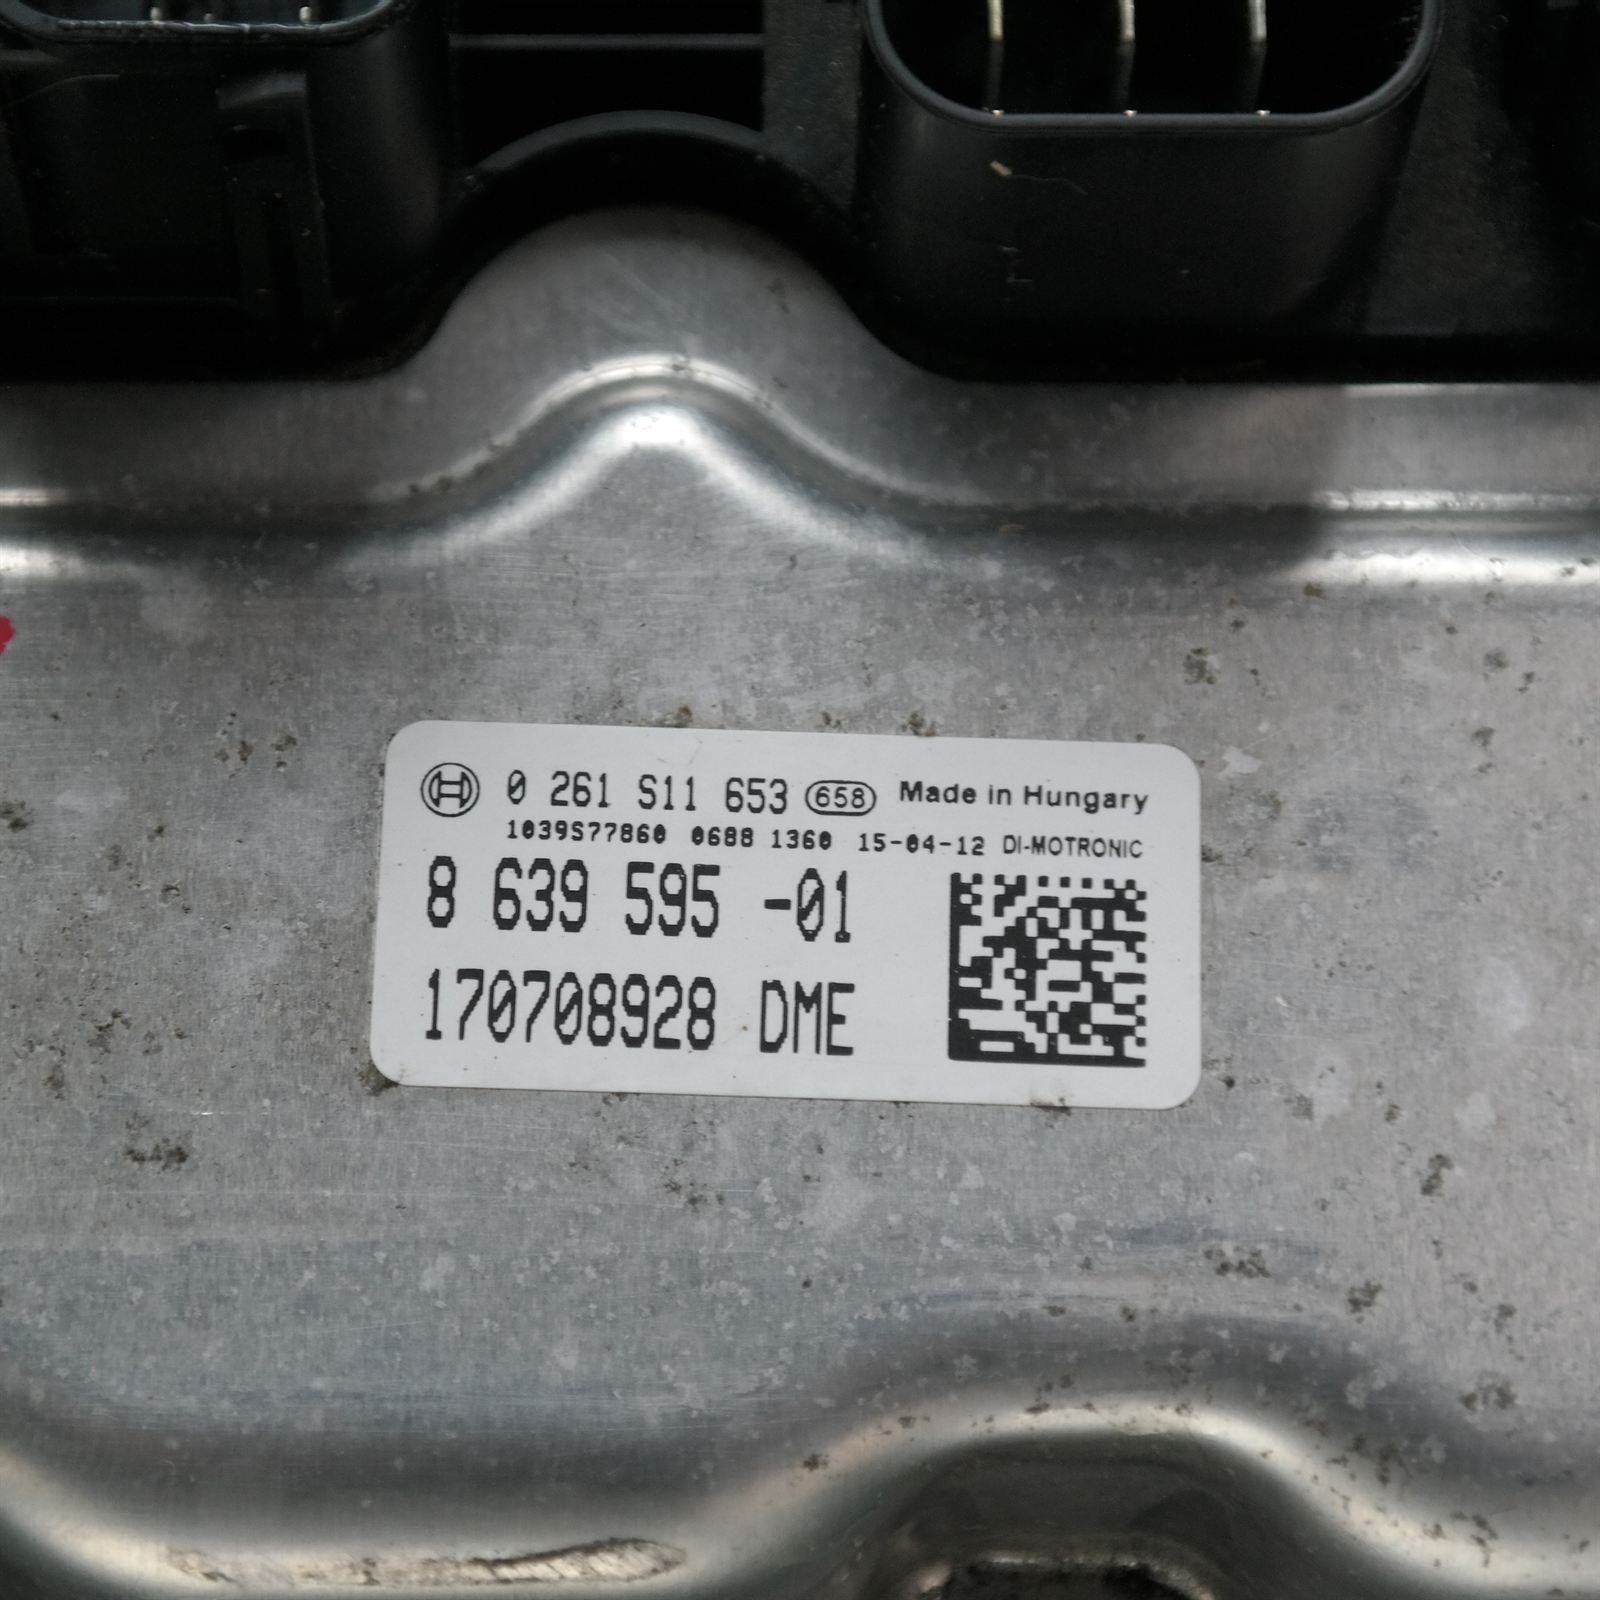 0 261 S11 653 658 Made in Hungary
1039S77860 0688 1360 15-04-12 DI-MOTRONIC
8 639 595 -01
170708928 DME